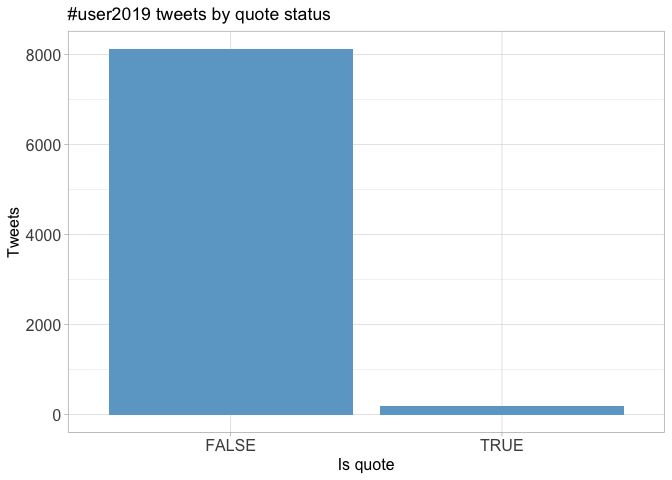 #user2019 tweets by quote status
8000
6000
4000
2000
0
Tweets
FALSE TRUE
Is quote